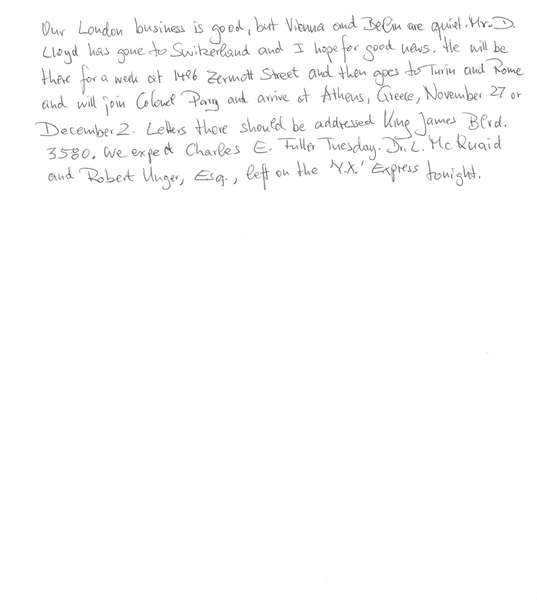 Our London business is good, but Vienna and Berlin are quiet. Mr. D.
Lloyd has gone to Switzerland and I hope for good news. He will be
there for a week at 1496 Zermott Street and then goes to Turin and Rome
and will join Colonel Parry and arrive at Athens, Greece, November 27 or
December 2. Letters there should be addressed King James Blvd.
3580. We expect Charles E. Fuller Tuesday. Dr. L. McQuaid
and Robert Unger, Esq., left on the 'Y.X.' Express tonight.